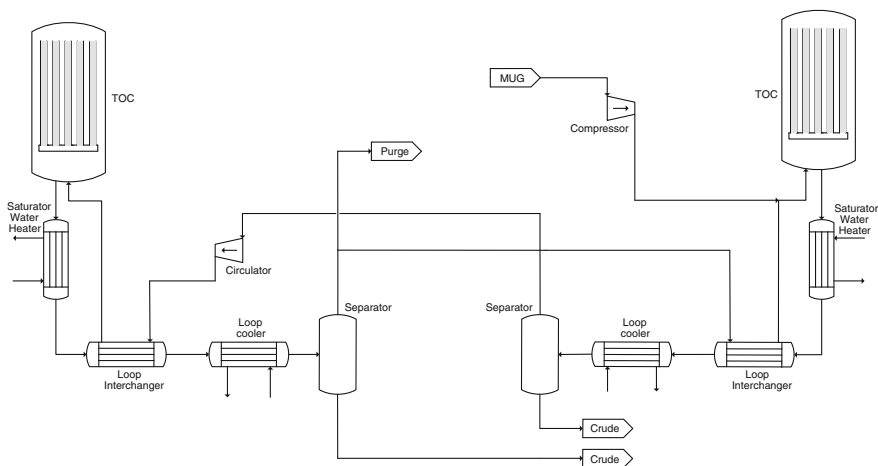 TOC
MUG
TOC
Compressor
Purge
Saturator
Water
Heater
Saturator
Water
Heater
Circulator
Separator
Separator
Loop
cooler
Loop
cooler
Loop
Interchanger
Loop
Interchanger
Crude
Crude